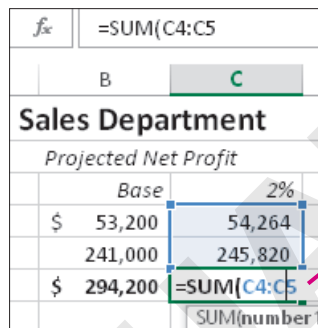 fx =SUM(C4:C5
B C
Sales Department
Projected Net Profit
Base 2%
$ 53,200 54,264
241,000 245,820
$ 294,200 =SUM(C4:C5
SUM(number1